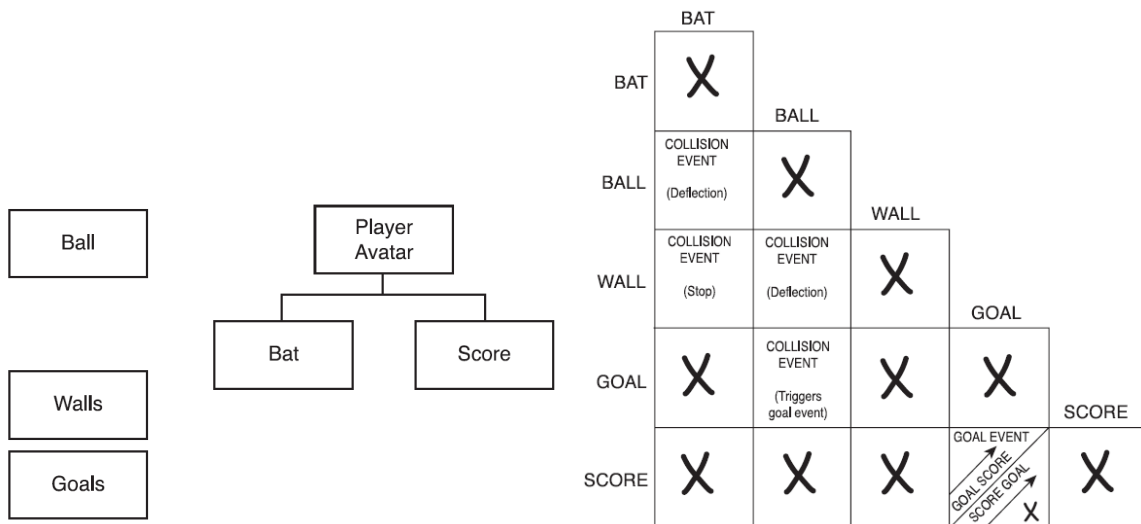 Ball
Player
Avatar
Bat
Score
Walls
Goals
BAT
BAT
X
BALL
BALL
COLLISION
EVENT
(Deflection)
X
WALL
WALL
COLLISION
EVENT
(Stop)
COLLISION
EVENT
(Deflection)
X
GOAL
GOAL
X
COLLISION
EVENT
(Triggers
goal event)
X
X
SCORE
SCORE
X
X
X
GOAL EVENT
GOAL SCORE
SCORE GOAL
X
X